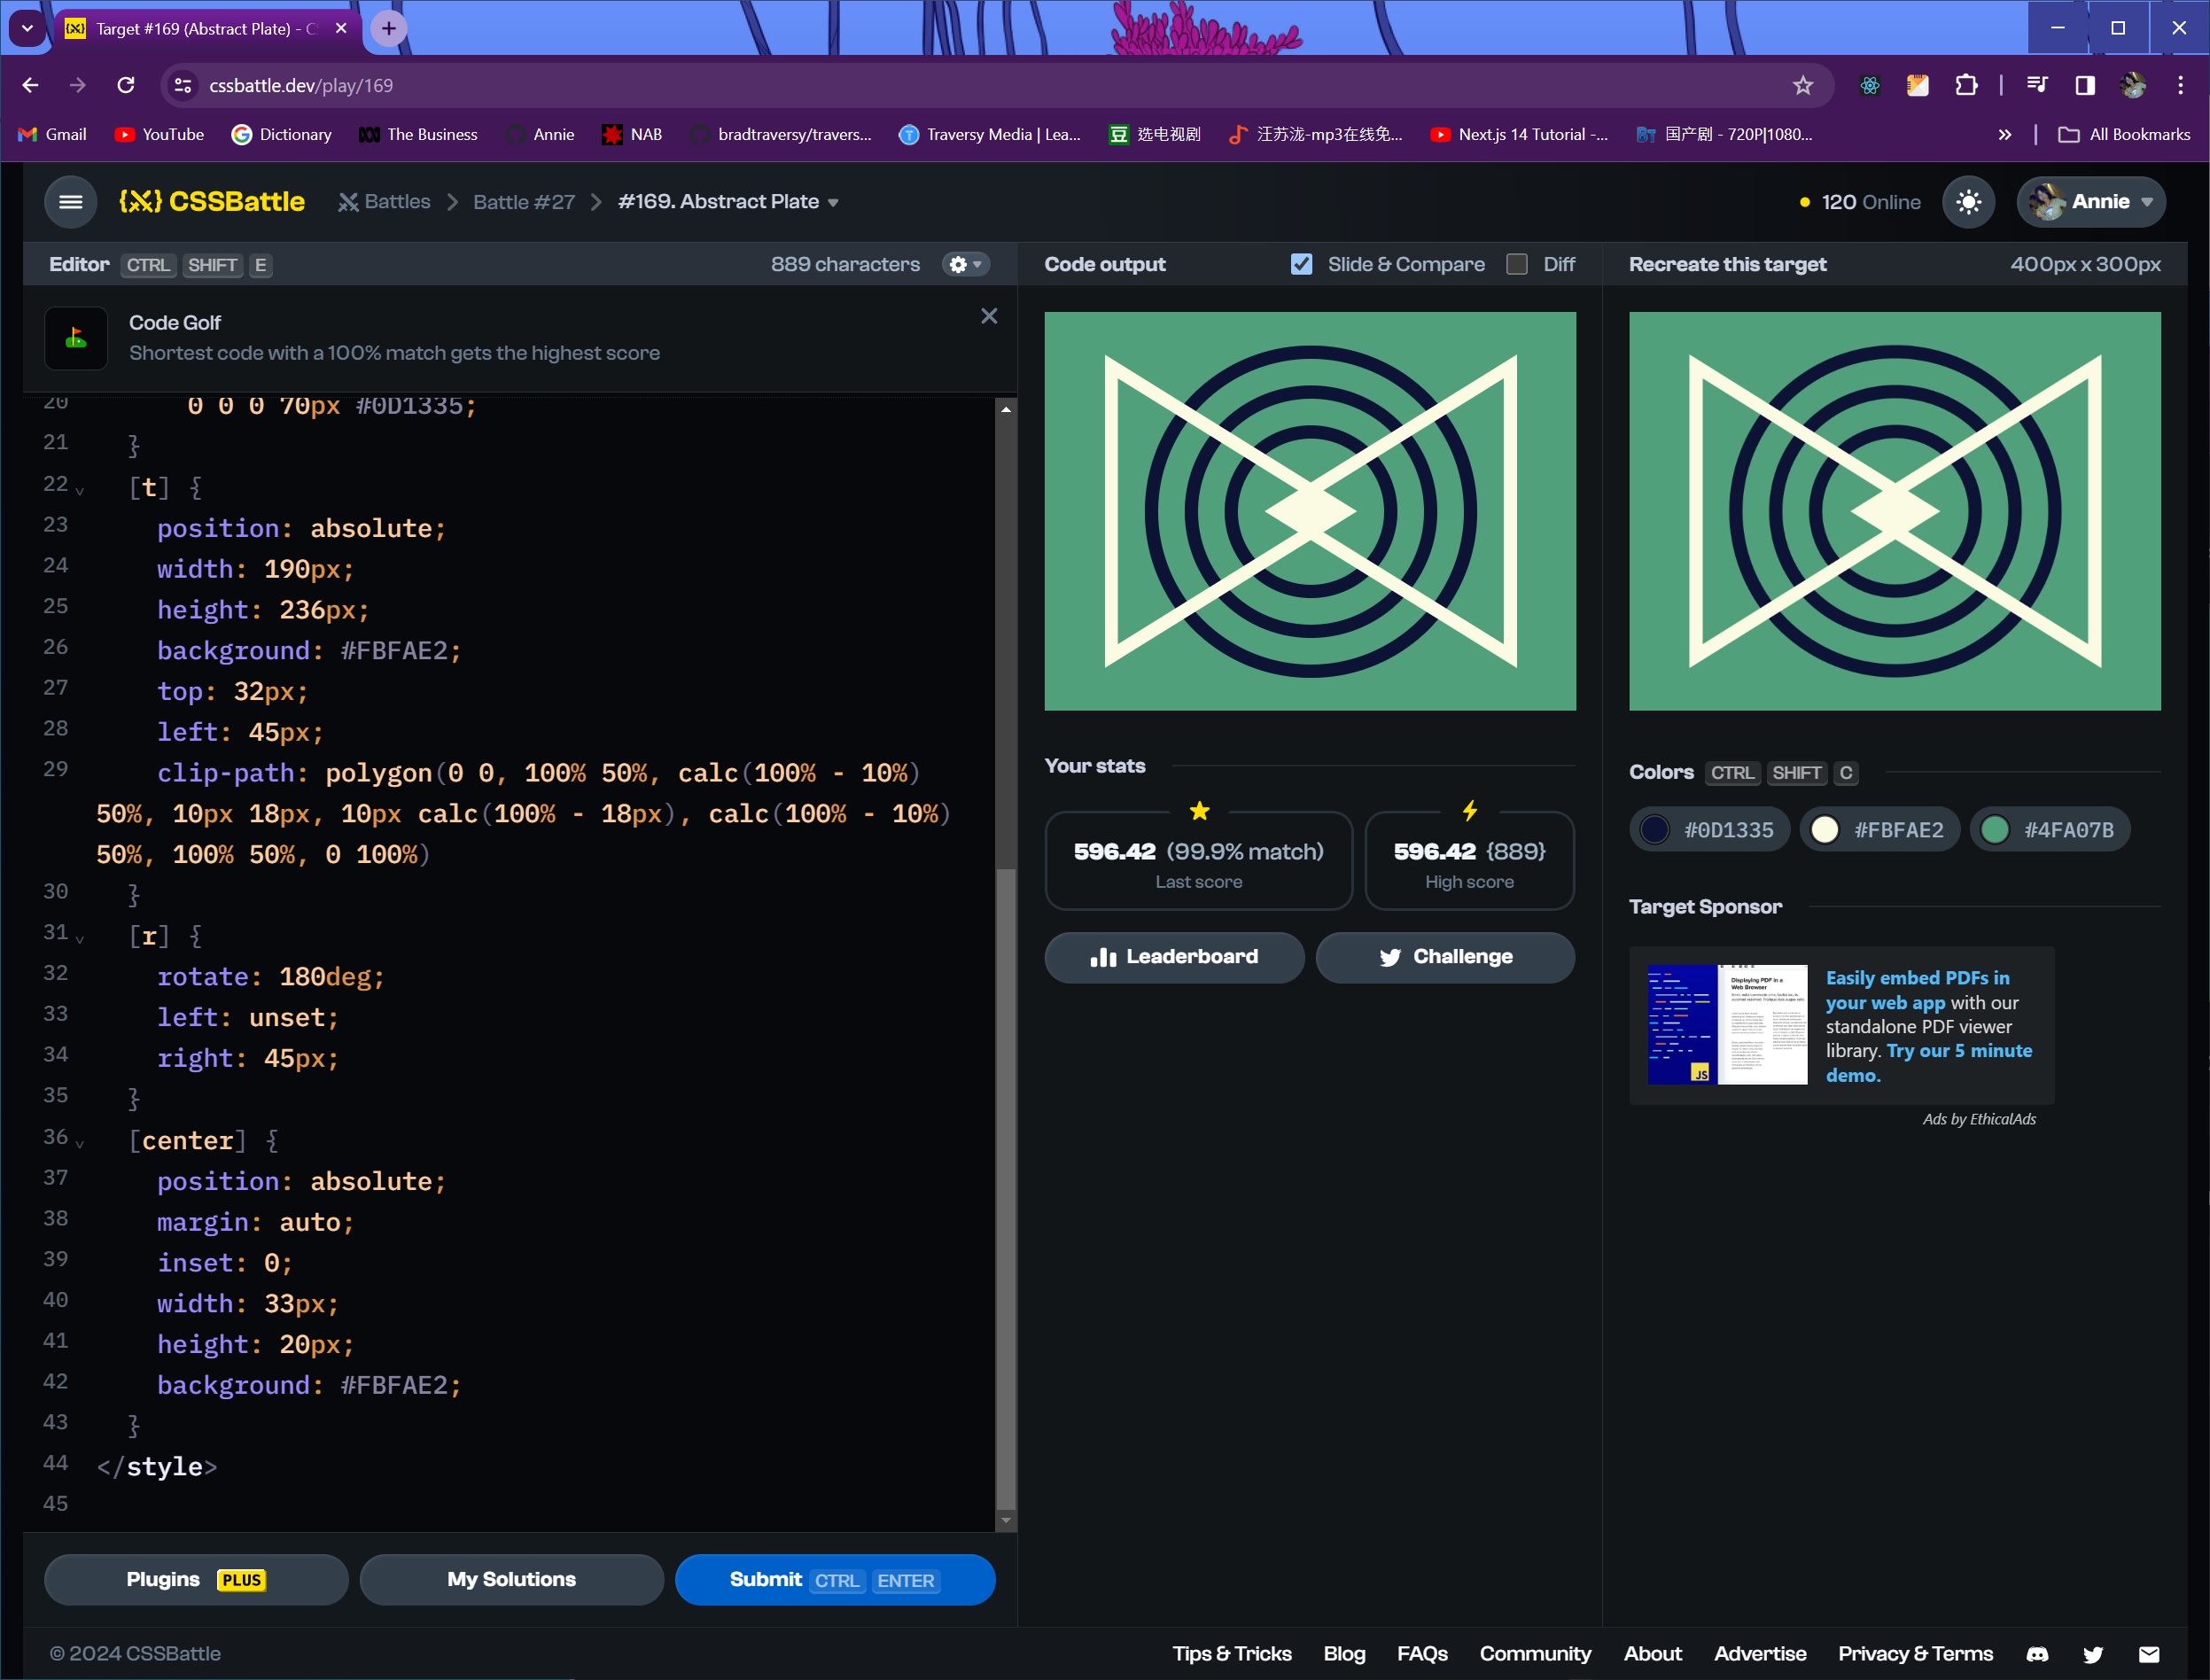 Target #169 (Abstract Plate) - C
cssbattle.dev/play/169
Gmail YouTube Dictionary The Business Annie NAB bradtraversy/travers... Traversy Media | Lea... 选电视剧 汪苏泷-mp3在线免... Next.js 14 Tutorial -... 国产剧 - 720P|1080... All Bookmarks
CSSBattle Battles Battle #27 #169. Abstract Plate 120 Online Annie
Editor CTRL SHIFT E 889 characters
Code Golf
Shortest code with a 100% match gets the highest score
20 0 0 0 70px #0D1335;
21 }
22 [t] {
23 position: absolute;
24 width: 190px;
25 height: 236px;
26 background: #FBFAE2;
27 top: 32px;
28 left: 45px;
29 clip-path: polygon(0 0, 100% 50%, calc(100% - 10%)
50%, 10px 18px, 10px calc(100% - 18px), calc(100% - 10%)
50%, 100% 50%, 0 100%)
30 }
31 [r] {
32 rotate: 180deg;
33 left: unset;
34 right: 45px;
35 }
36 [center] {
37 position: absolute;
38 margin: auto;
39 inset: 0;
40 width: 33px;
41 height: 20px;
42 background: #FBFAE2;
43 }
44 </style>
45
Plugins PLUS My Solutions Submit CTRL ENTER
Code output Slide & Compare Diff
Your stats
596.42 (99.9% match)
Last score
596.42 {889}
High score
Leaderboard Challenge
Recreate this target 400px x 300px
Colors CTRL SHIFT C
#0D1335 #FBFAE2 #4FA07B
Target Sponsor
Displaying PDF in a
Web Browser
JS
Easily embed PDFs in
your web app with our
standalone PDF viewer
library. Try our 5 minute
demo.
Ads by EthicalAds
© 2024 CSSBattle Tips & Tricks Blog FAQs Community About Advertise Privacy & Terms